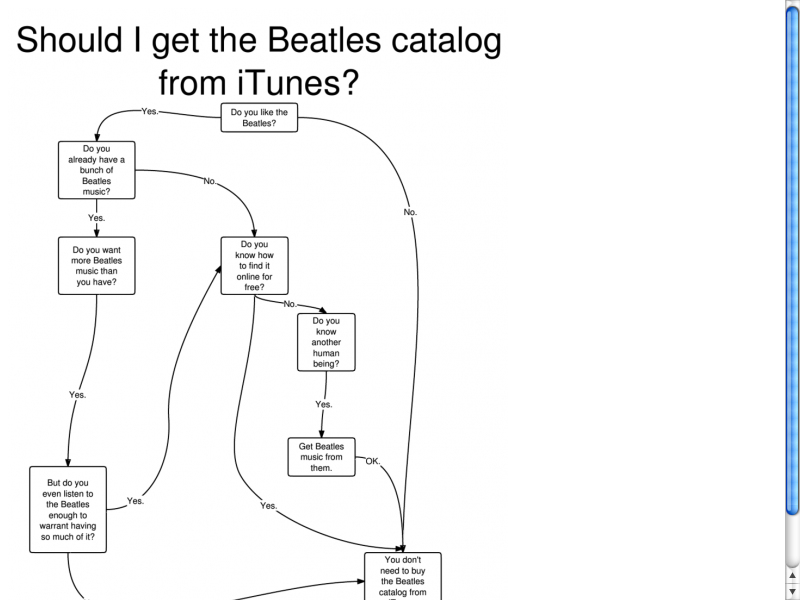 Should I get the Beatles catalog
from iTunes?
Do you like the
Beatles?
Yes.
No.
Do you
already have a
bunch of
Beatles
music?
No.
Yes.
Do you want
more Beatles
music than
you have?
Do you
know how
to find it
online for
free?
No.
Do you
know
another
human
being?
Yes.
Yes.
Get Beatles
music from
them.
OK.
But do you
even listen to
the Beatles
enough to
warrant having
so much of it?
Yes.
Yes.
You don't
need to buy
the Beatles
catalog from